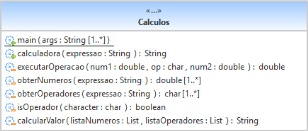 «...»
Calculos
main ( args : String [1..*] )
calculadora ( expressao : String ) : String
executarOperacao ( num1 : double , op : char , num2 : double ) : double
obterNumeros ( expressao : String ) : double [1..*]
obterOperadores ( expressao : String ) : char [1..*]
isOperador ( character : char ) : boolean
calcularValor ( listaNumeros : List , listaOperadores : List ) : String